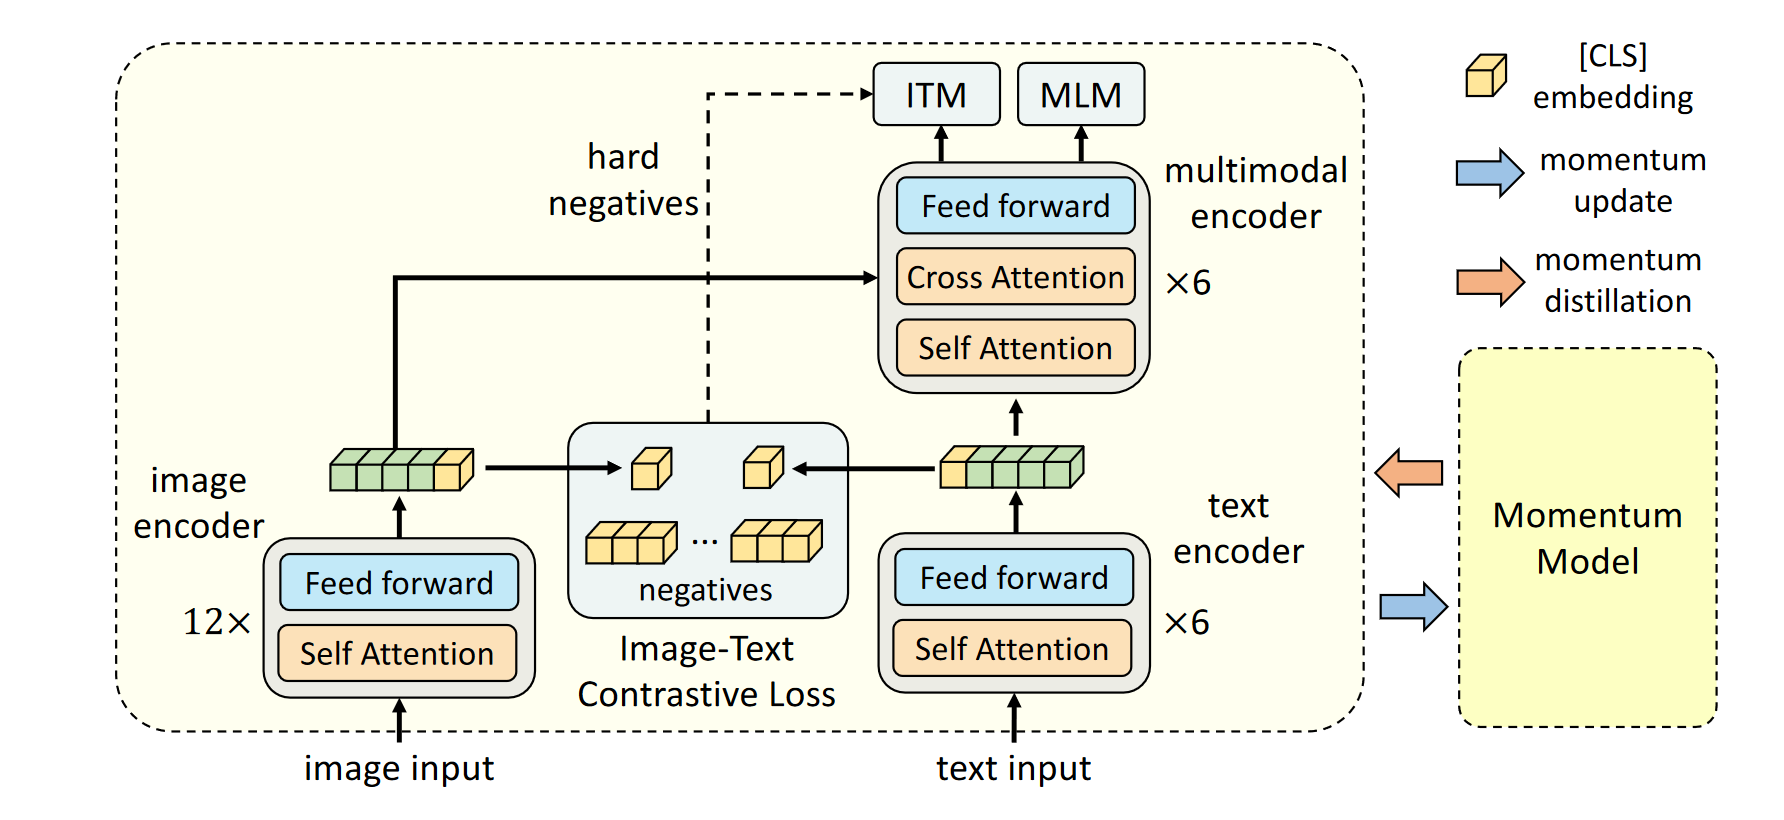 ITM
MLM
hard
negatives
Feed forward
Cross Attention
Self Attention
multimodal
encoder
×6
image
encoder
12×
Feed forward
Self Attention
...
negatives
Image-Text
Contrastive Loss
text
encoder
Feed forward
Self Attention
×6
image input
text input
[CLS]
embedding
momentum
update
momentum
distillation
Momentum
Model